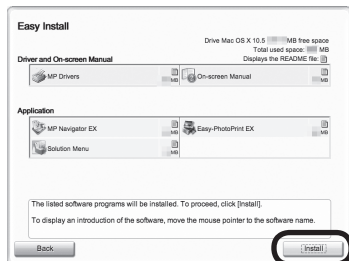 Easy Install
Drive Mac OS X 10.5 MB free space
Total used space: MB
Driver and On-screen Manual Displays the README file:
MP Drivers MB On-screen Manual MB
Application
MP Navigator EX MB Easy-PhotoPrint EX MB
Solution Menu MB
The listed software programs will be installed. To proceed, click [Install].
To display an introduction of the software, move the mouse pointer to the software name.
Back Install